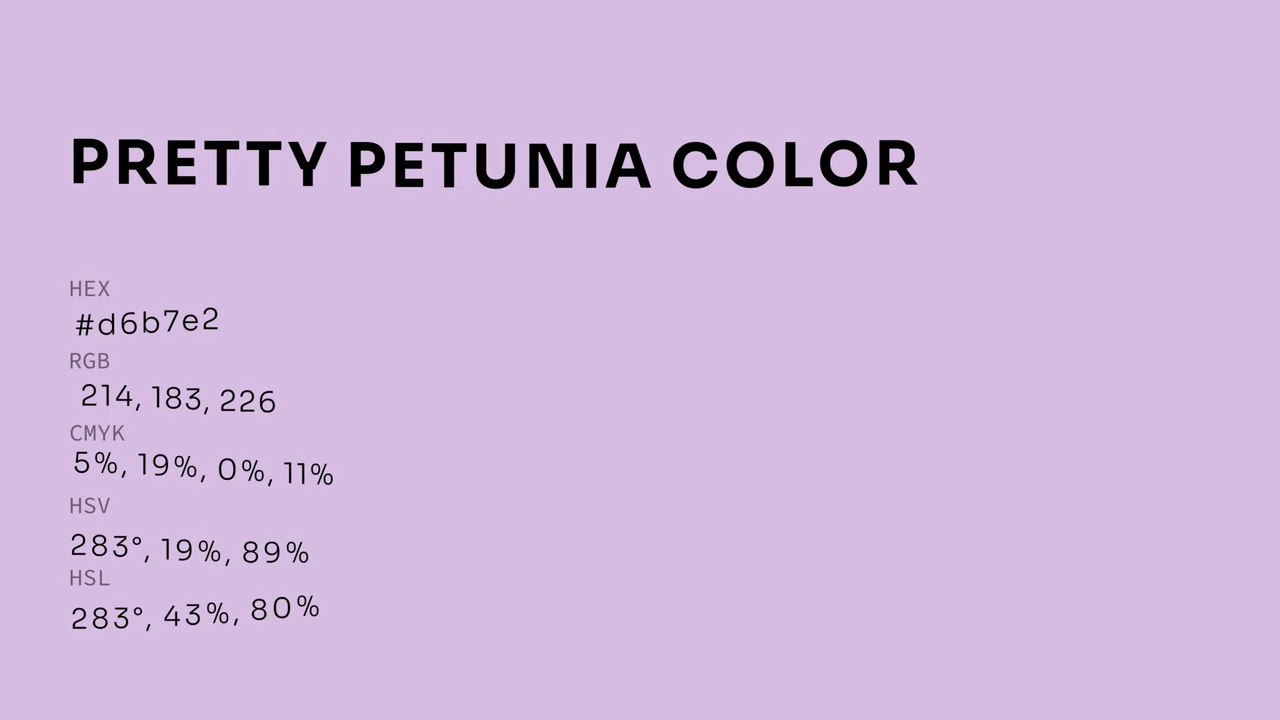 PRETTY PETUNIA COLOR
HEX
#d6b7e2
RGB
214, 183, 226
CMYK
5%, 19%, 0%, 11%
HSV
283°, 19%, 89%
HSL
283°, 43%, 80%